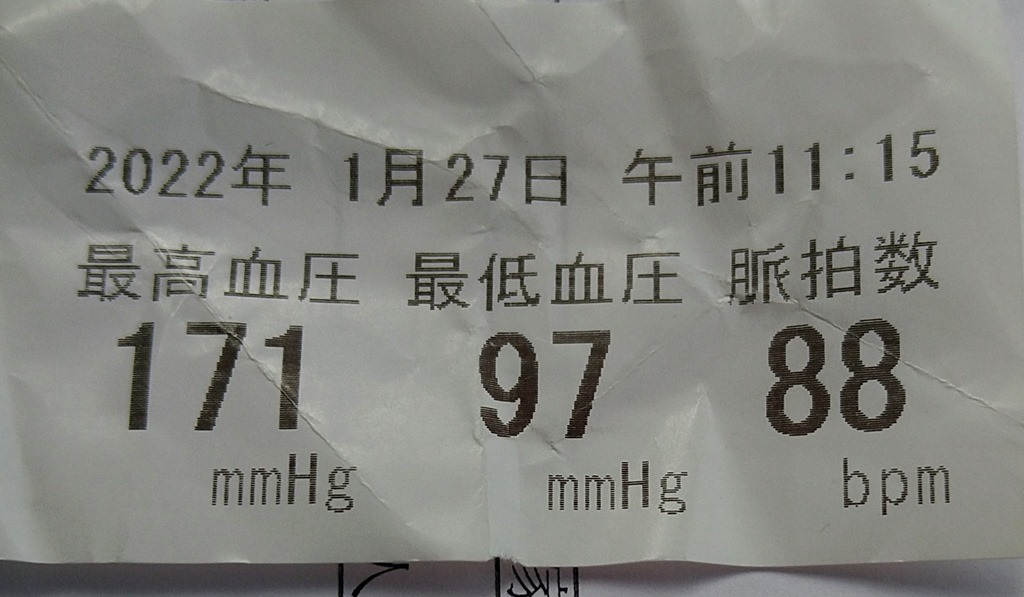 2022年 1月27日 午前11:15
最高血圧 最低血圧 脈拍数
171 97 88
mmHg mmHg bpm